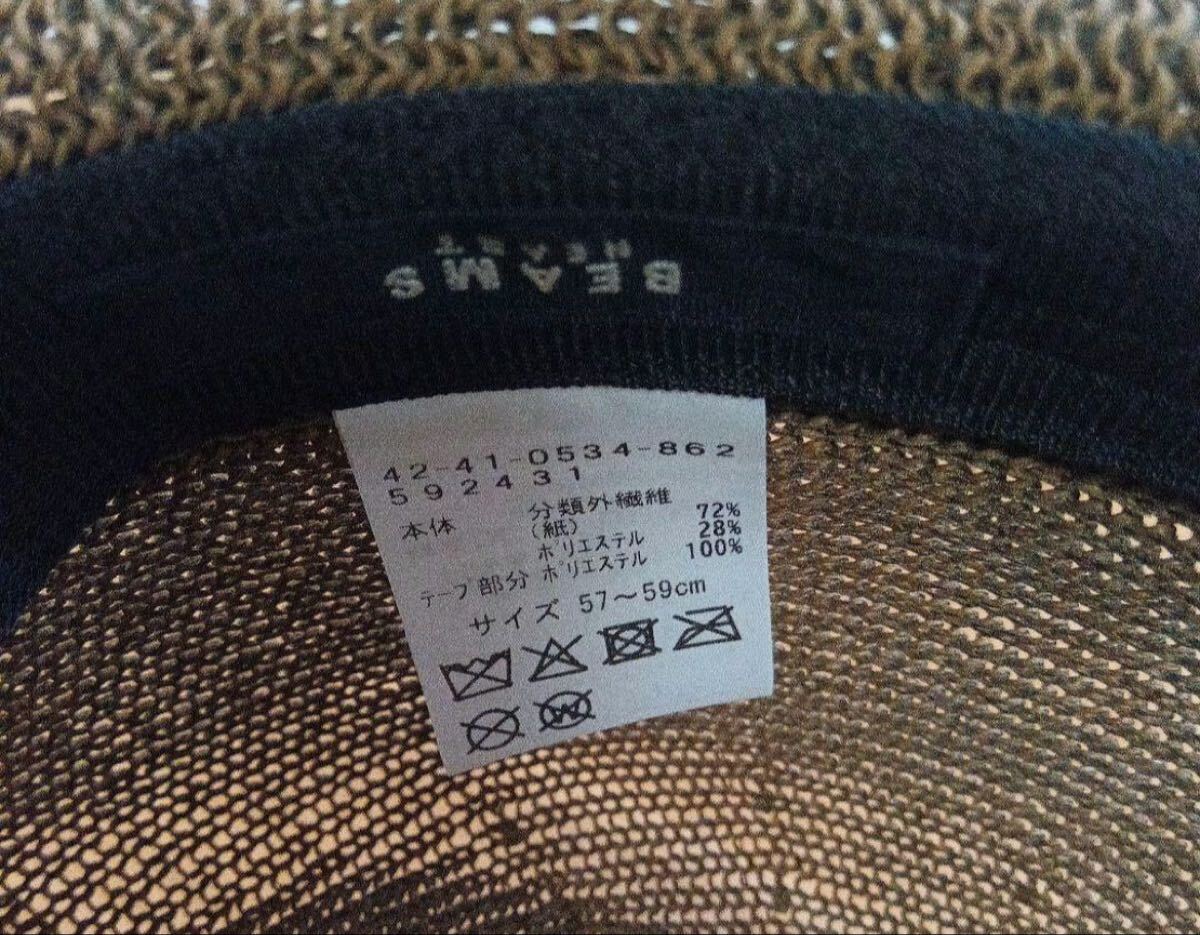 BEAMS
HEART
42-41-0534-862
592431
本体 分類外繊維 72%
(紙)
ポリエステル 28%
テープ部分 ポリエステル 100%
サイズ 57〜59cm
W